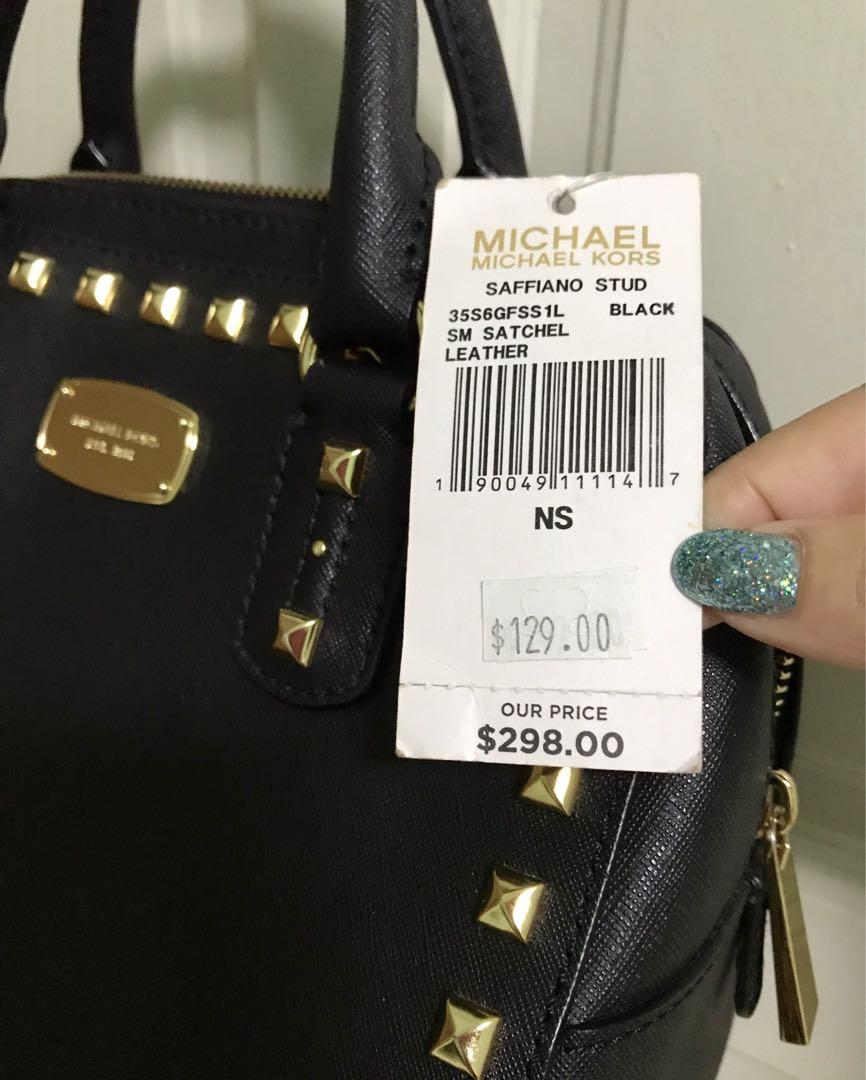 MICHAEL
MICHAEL KORS
SAFFIANO STUD
35S6GFSS1L BLACK
SM SATCHEL
LEATHER
1 90049 11114 7
NS
$129.00
OUR PRICE
$298.00